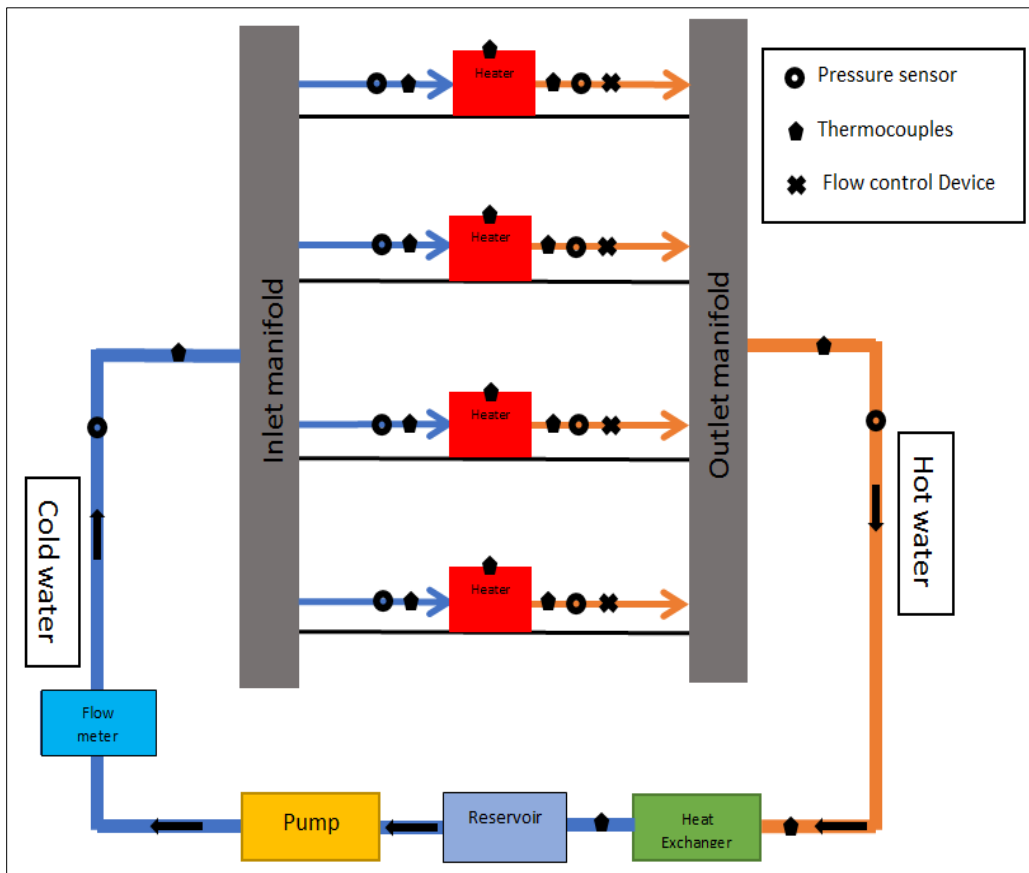 Heater
Pressure sensor
Thermocouples
Flow control Device
Heater
Inlet manifold
Outlet manifold
Heater
Cold water
Hot water
Heater
Flow
meter
Pump
Reservoir
Heat
Exchanger